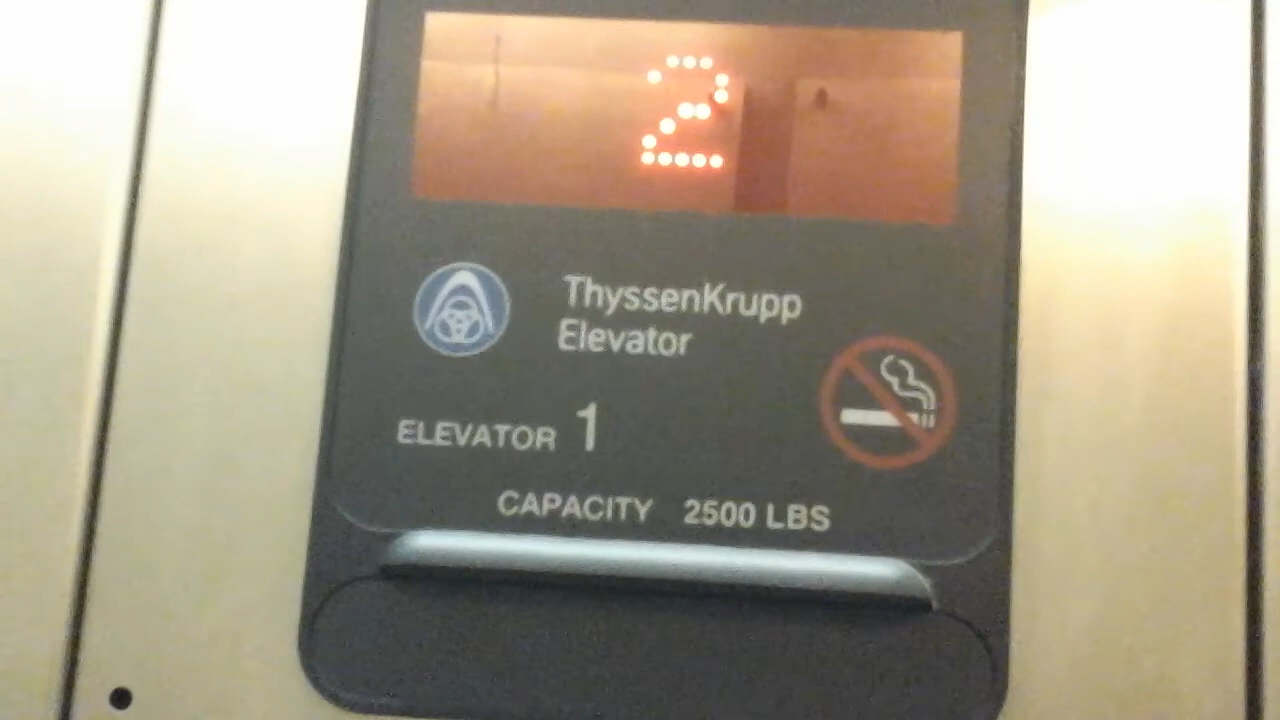 2
ThyssenKrupp
Elevator
ELEVATOR 1
CAPACITY 2500 LBS